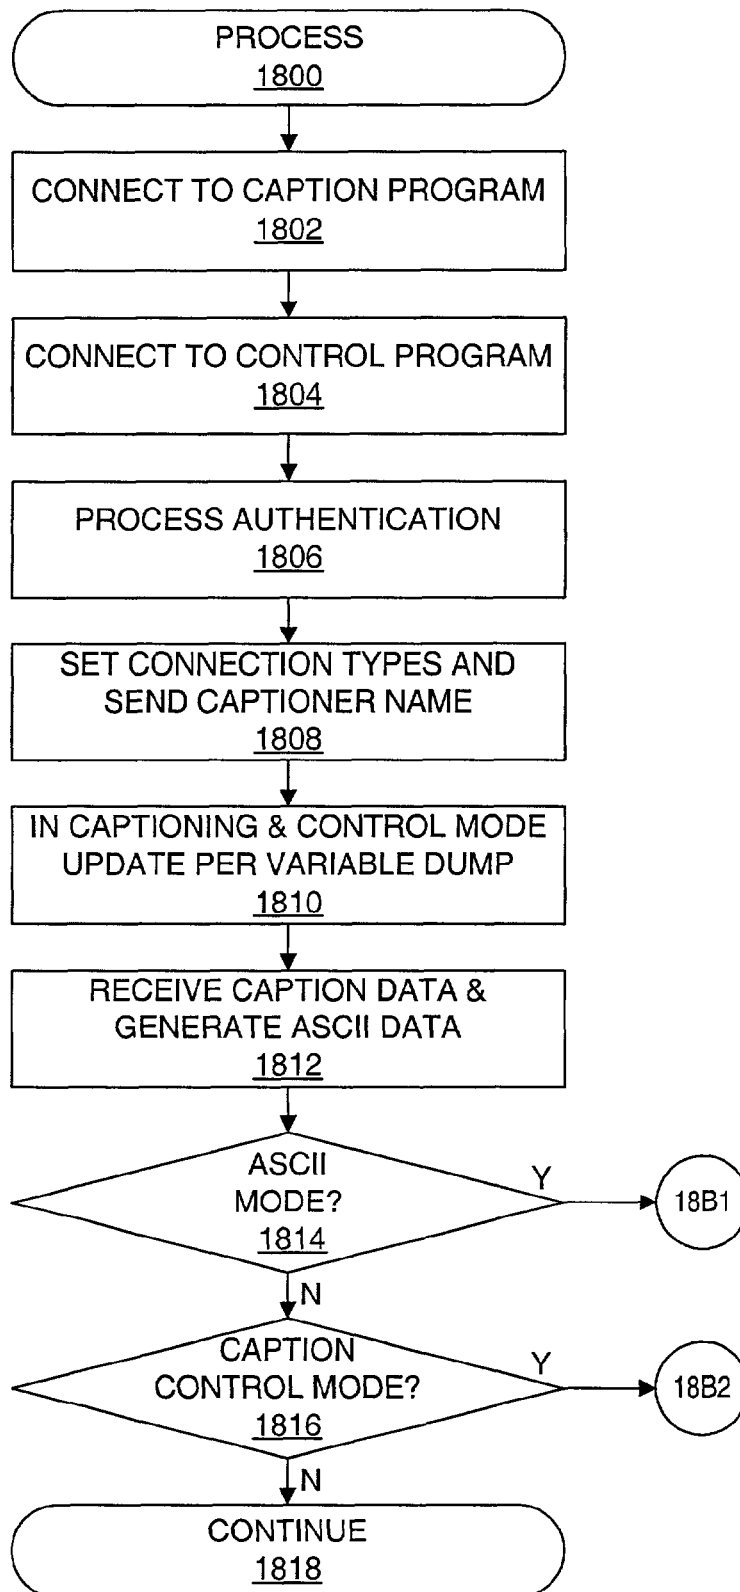 PROCESS
1800
CONNECT TO CAPTION PROGRAM
1802
CONNECT TO CONTROL PROGRAM
1804
PROCESS AUTHENTICATION
1806
SET CONNECTION TYPES AND
SEND CAPTIONER NAME
1808
IN CAPTIONING & CONTROL MODE
UPDATE PER VARIABLE DUMP
1810
RECEIVE CAPTION DATA &
GENERATE ASCII DATA
1812
ASCII
MODE?
1814
Y
18B1
N
CAPTION
CONTROL MODE?
1816
Y
18B2
N
CONTINUE
1818